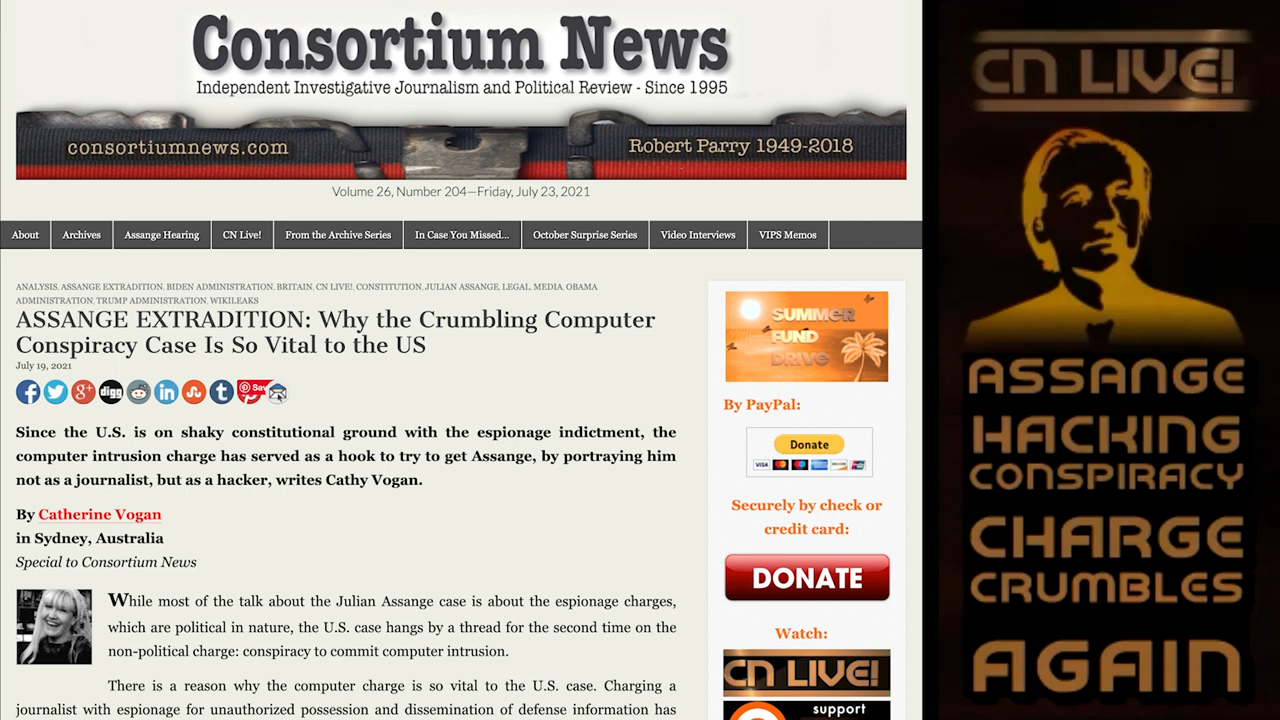 Consortium News
Independent Investigative Journalism and Political Review - Since 1995
consortiumnews.com
Robert Parry 1949-2018
Volume 26, Number 204—Friday, July 23, 2021
About
Archives
Assange Hearing
CN Live!
From the Archive Series
In Case You Missed...
October Surprise Series
Video Interviews
VIPS Memos
ANALYSIS, ASSANGE EXTRADITION, BIDEN ADMINISTRATION, BRITAIN, CN LIVE!, CONSTITUTION, JULIAN ASSANGE, LEGAL, MEDIA, OBAMA
ADMINISTRATION, TRUMP ADMINISTRATION, WIKILEAKS
ASSANGE EXTRADITION: Why the Crumbling Computer
Conspiracy Case Is So Vital to the US
July 19, 2021
digg
Save
Since the U.S. is on shaky constitutional ground with the espionage indictment, the
computer intrusion charge has served as a hook to try to get Assange, by portraying him
not as a journalist, but as a hacker, writes Cathy Vogan.
By Catherine Vogan
in Sydney, Australia
Special to Consortium News
While most of the talk about the Julian Assange case is about the espionage charges,
which are political in nature, the U.S. case hangs by a thread for the second time on the
non-political charge: conspiracy to commit computer intrusion.
There is a reason why the computer charge is so vital to the U.S. case. Charging a
journalist with espionage for unauthorized possession and dissemination of defense information has
SUMMER
FUND
DRIVE
By PayPal:
Donate
VISA
Securely by check or
credit card:
DONATE
Watch:
CN LIVE!
support
CN LIVE!
ASSANGE
HACKING
CONSPIRACY
CHARGE
CRUMBLES
AGAIN